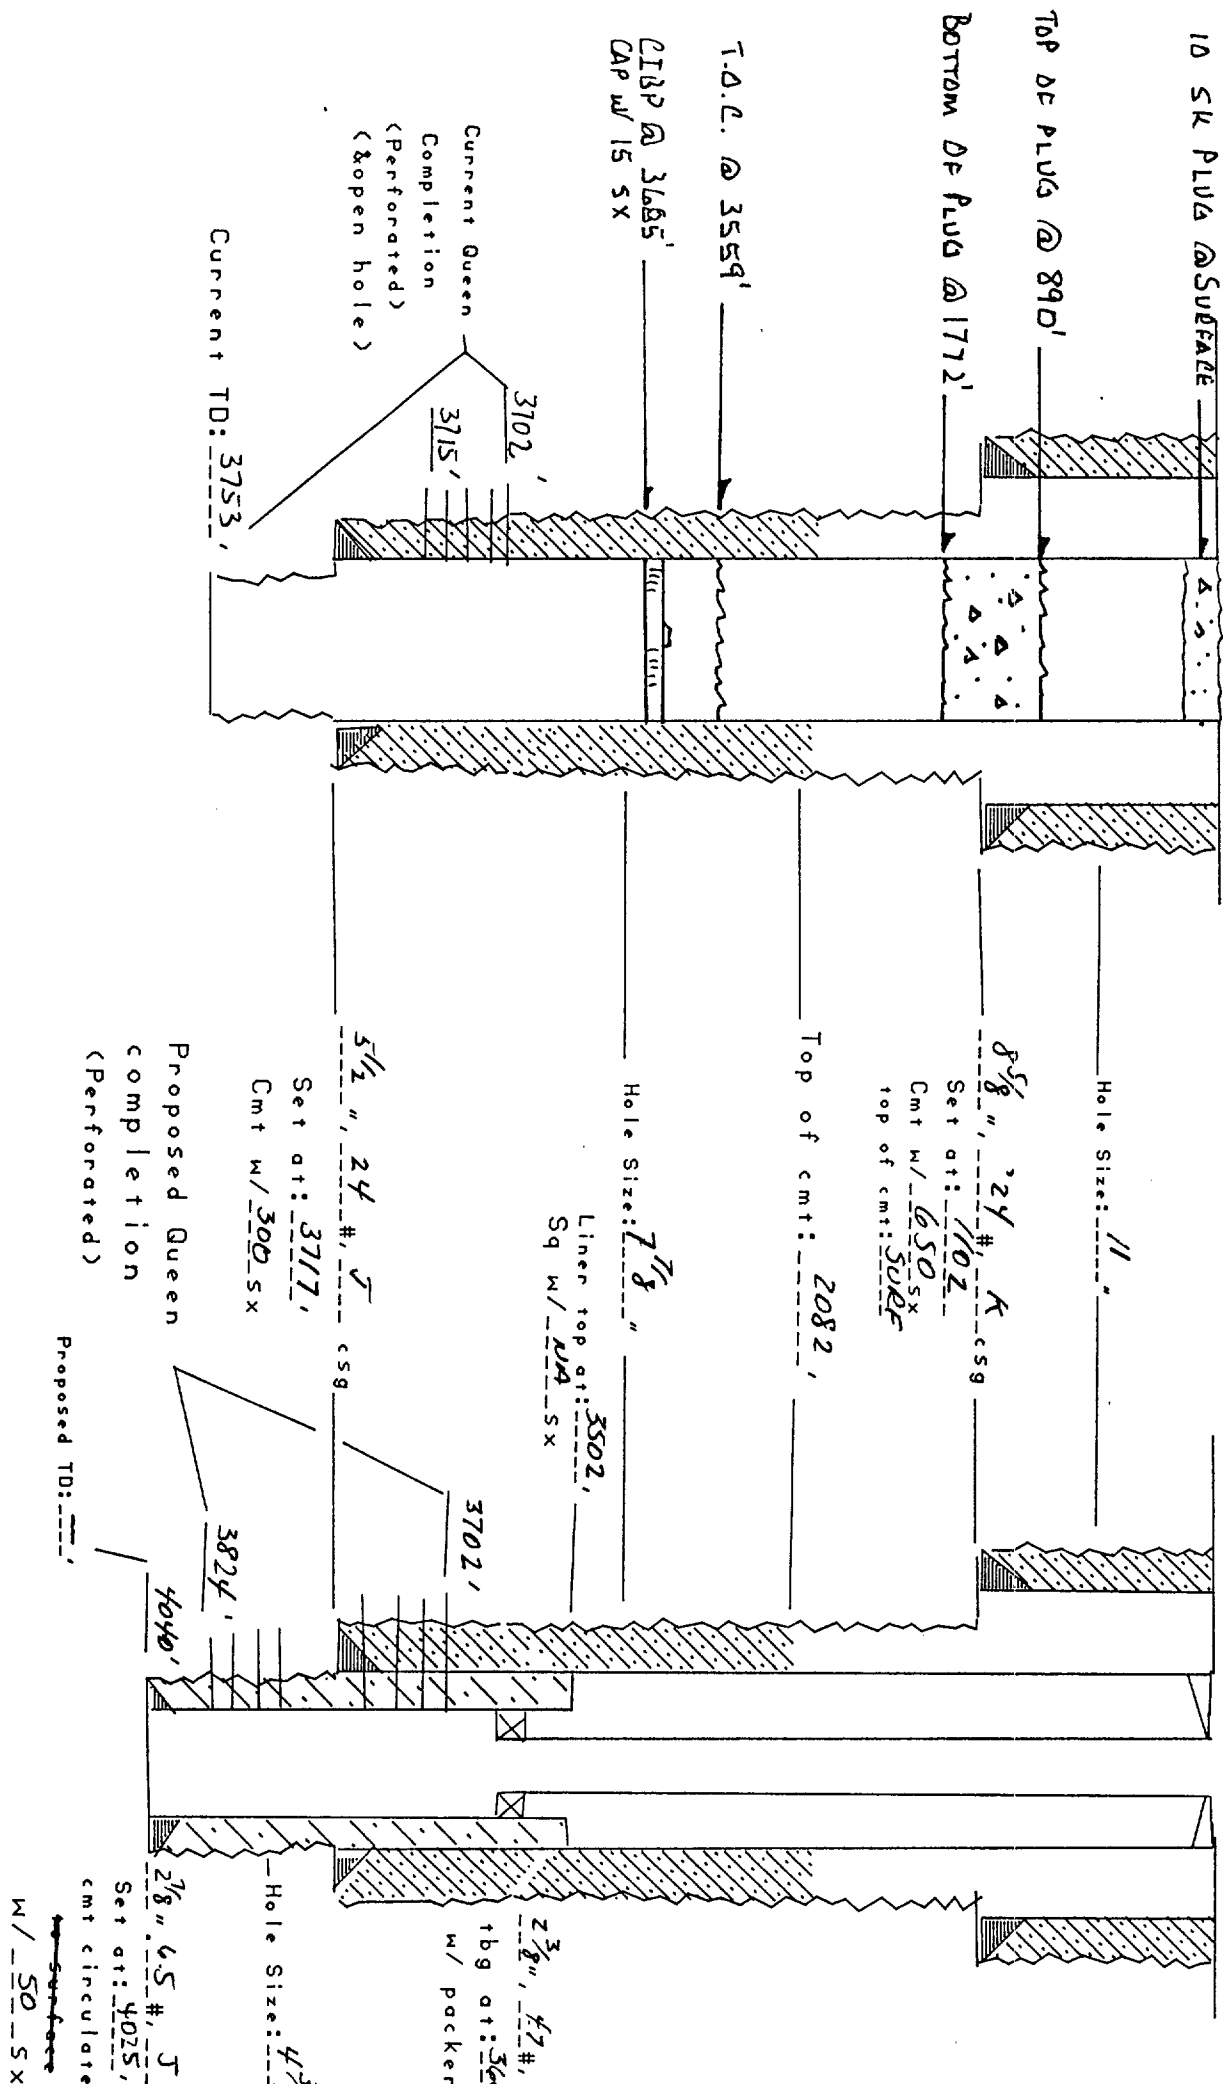 10 SK PLUG @ SURFACE
TOP OF PLUG @ 890'
BOTTOM OF PLUG @ 1772'
T.O.C. @ 3559'
CIBP @ 3685'
CAP W/ 15 SX
Current Queen
Completion
(Perforated)
(&open hole)
3702'
3715'
Current TD: 3753'
Hole Size: 11"
8 5/8", 24#, K csg
Set at: 1102
Cmt w/ 650 sx
top of cmt: SURF
Top of cmt: 2082'
Hole Size: 7 7/8"
Liner top at: 3502'
Sq w/ NA sx
5 1/2", 24#, J csg
Set at: 3717'
Cmt w/ 300 sx
Proposed Queen
completion
(Perforated)
3702'
3824'
4040'
Proposed TD: —'
2 3/8", 4.7#,
tbg at:
w/ packer
Hole Size:
2 7/8", 6.5#, J
Set at: 4025'
cmt circulate
to surface
w/ 50 sx